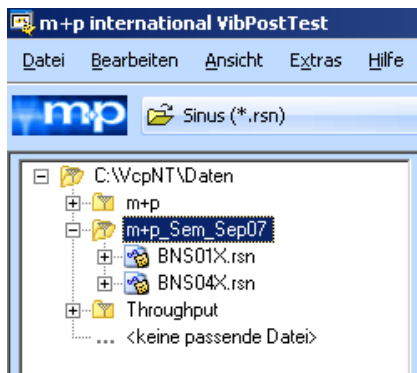 m+p international VibPostTest
Datei Bearbeiten Ansicht Extras Hilfe
mp Sinus (*.rsn)
C:\VcpNT\Daten
m+p
m+p_Sem_Sep07
BNS01X.rsn
BNS04X.rsn
Throughput
... <keine passende Datei>